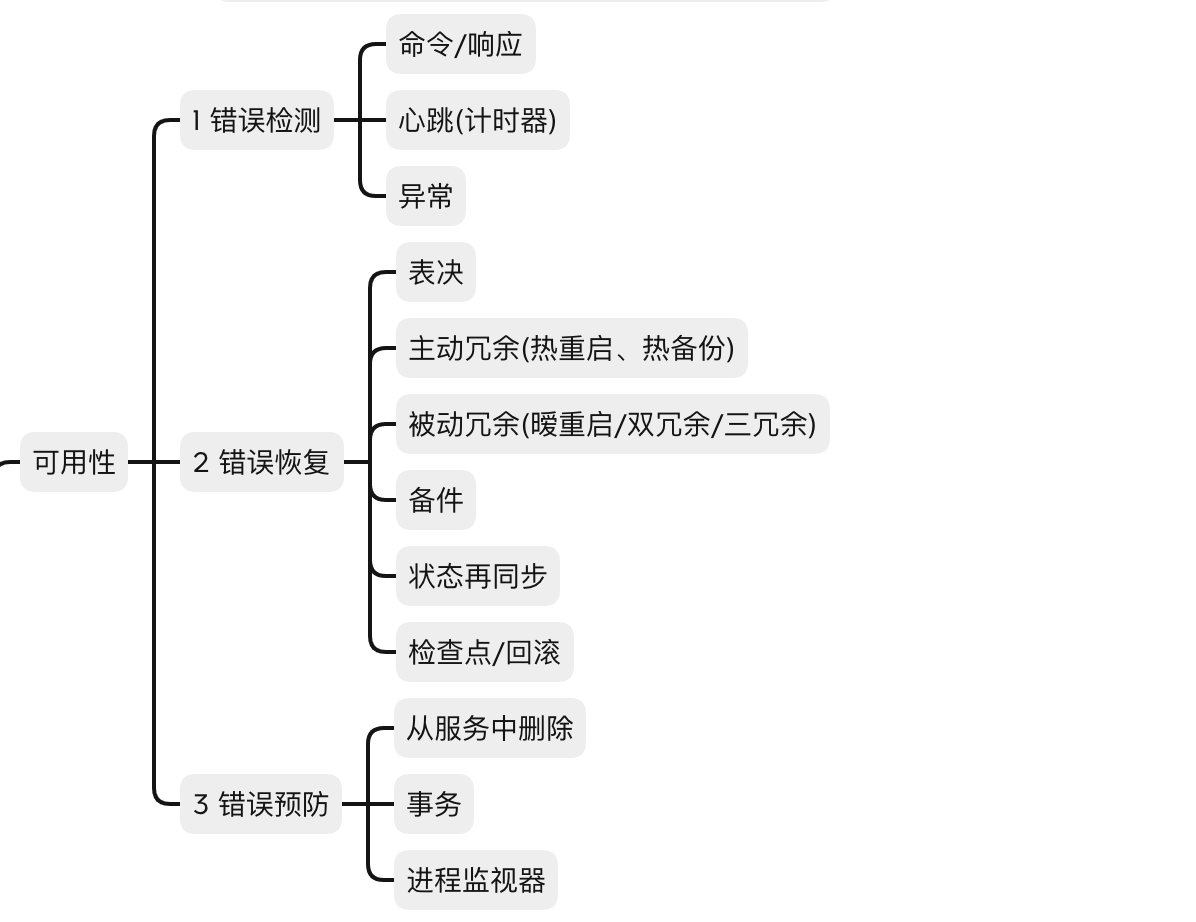 命令/响应
1 错误检测
心跳(计时器)
异常
表决
主动冗余(热重启、热备份)
被动冗余(暧重启/双冗余/三冗余)
可用性
2 错误恢复
备件
状态再同步
检查点/回滚
从服务中删除
3 错误预防
事务
进程监视器